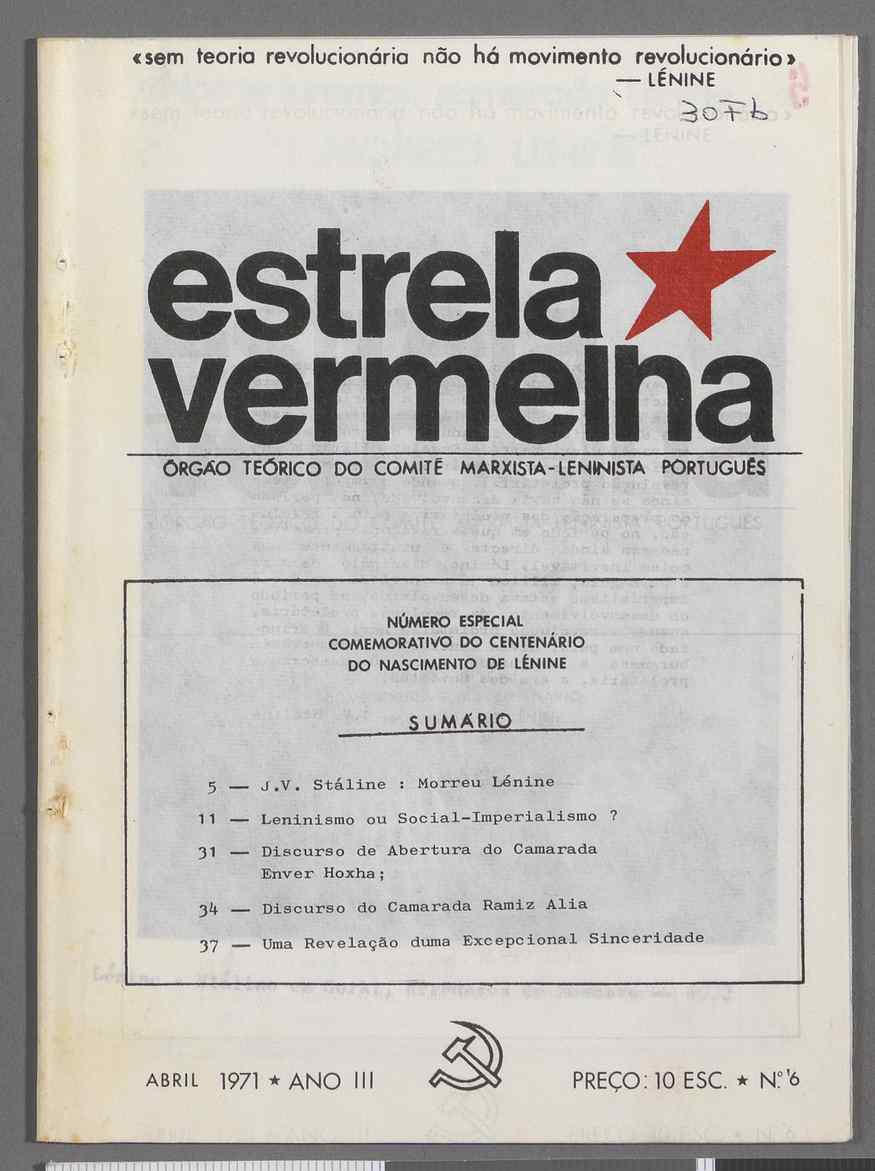 «sem teoria revolucionária não há movimento revolucionário»
— LÉNINE
30Fb
estrela
vermelha
ÓRGÃO TEÓRICO DO COMITÉ MARXISTA-LENINISTA PORTUGUÊS
NÚMERO ESPECIAL
COMEMORATIVO DO CENTENÁRIO
DO NASCIMENTO DE LÉNINE
SUMÁRIO
5 — J.V. Stáline : Morreu Lénine
11 — Leninismo ou Social-Imperialismo ?
31 — Discurso de Abertura do Camarada
Enver Hoxha;
34 — Discurso do Camarada Ramiz Alia
37 — Uma Revelação duma Excepcional Sinceridade
ABRIL 1971 ★ ANO III
PREÇO: 10 ESC. ★ N.º 6